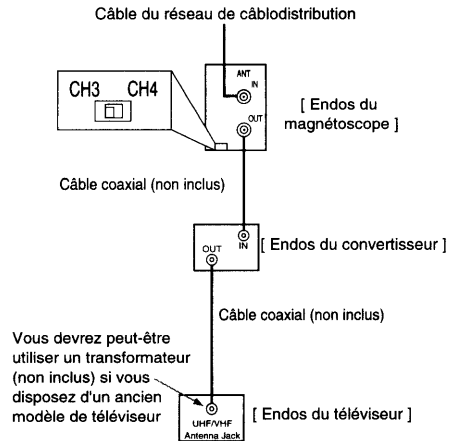 Câble du réseau de câblodistribution
ANT
IN
CH3 CH4
OUT
[ Endos du
magnétoscope ]
Câble coaxial (non inclus)
OUT
IN
[ Endos du convertisseur ]
Câble coaxial (non inclus)
Vous devrez peut-être
utiliser un transformateur
(non inclus) si vous
disposez d'un ancien
modèle de téléviseur
UHF/VHF
Antenna Jack
[ Endos du téléviseur ]